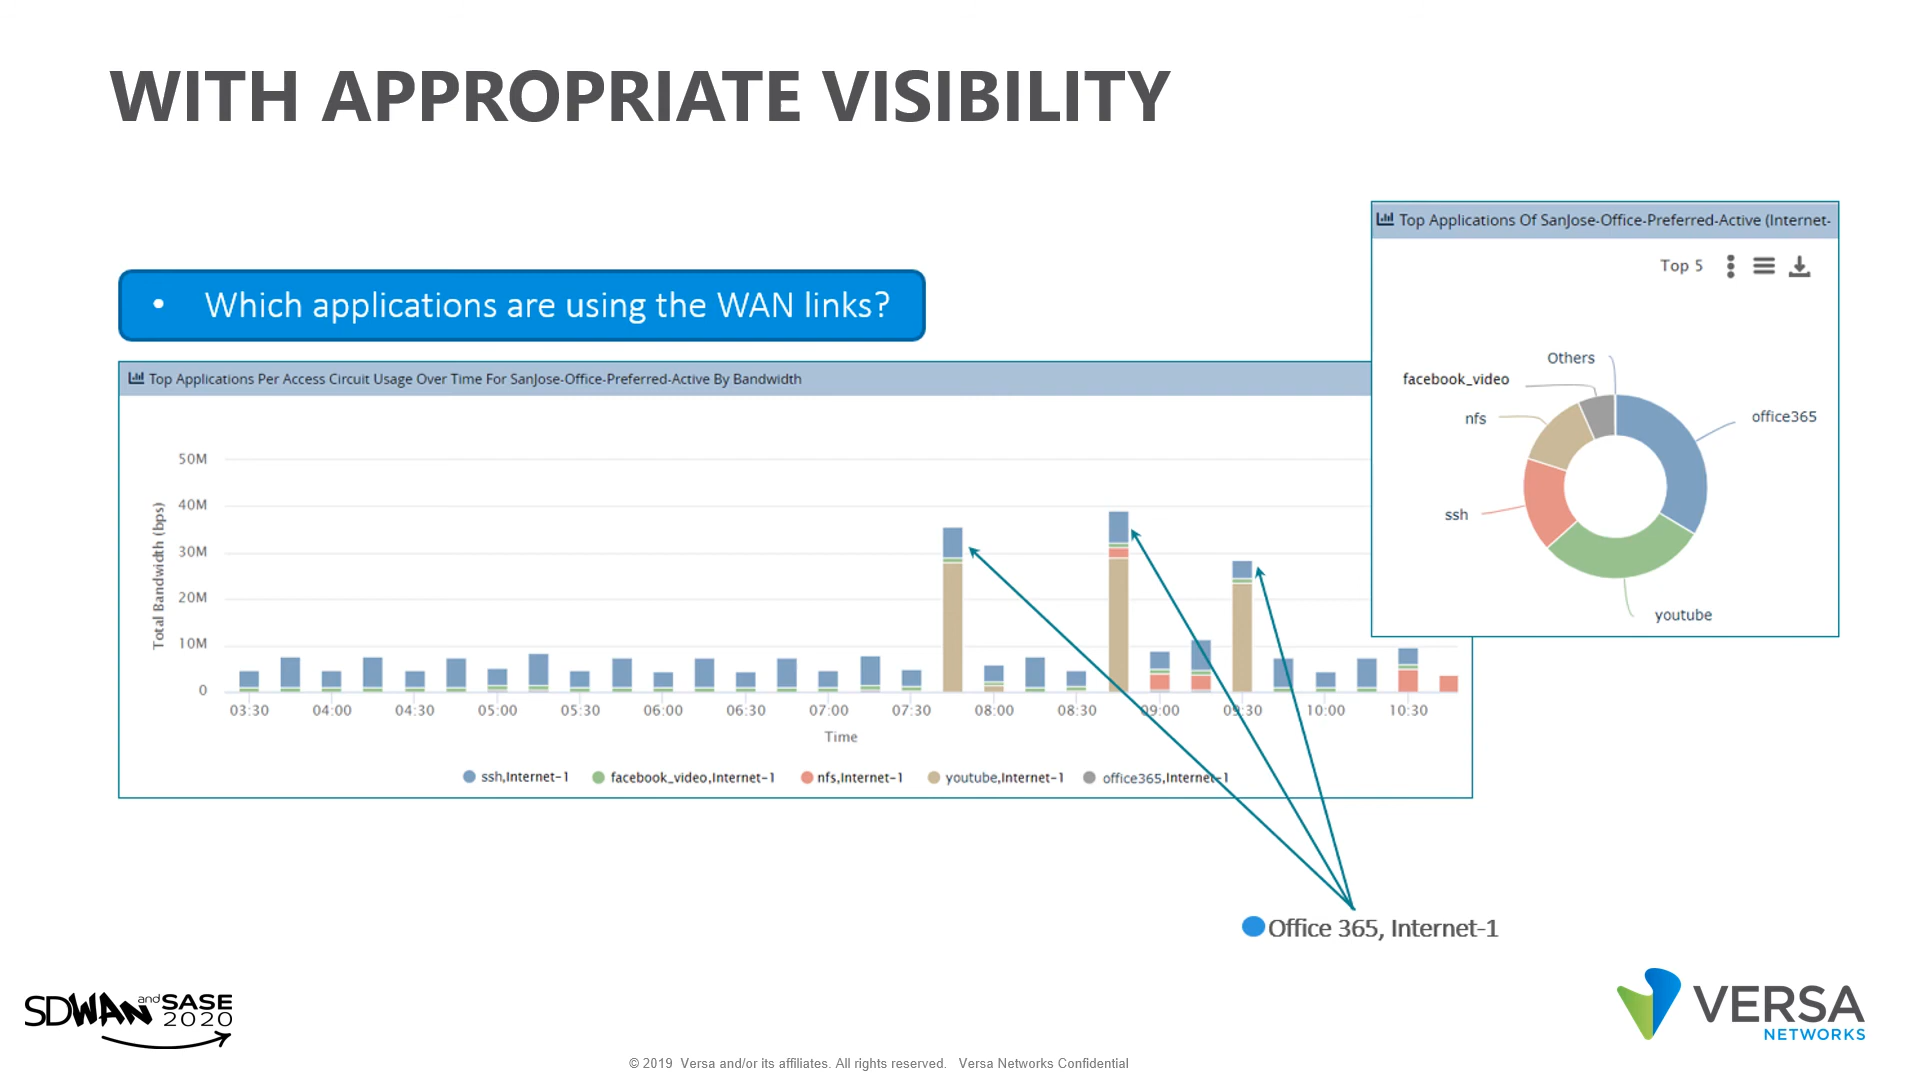 WITH APPROPRIATE VISIBILITY
• Which applications are using the WAN links?
Top Applications Per Access Circuit Usage Over Time For SanJose-Office-Preferred-Active By Bandwidth
Total Bandwidth (bps)
50M
40M
30M
20M
10M
0
03:30 04:00 04:30 05:00 05:30 06:00 06:30 07:00 07:30 08:00 08:30 09:00 09:30 10:00 10:30
Time
ssh,Internet-1 facebook_video,Internet-1 nfs,Internet-1 youtube,Internet-1 office365,Internet-1
Top Applications Of SanJose-Office-Preferred-Active (Internet-
Top 5
Others
facebook_video
nfs
office365
ssh
youtube
Office 365, Internet-1
SDWAN and SASE
2020
VERSA
NETWORKS
© 2019 Versa and/or its affiliates. All rights reserved. Versa Networks Confidential